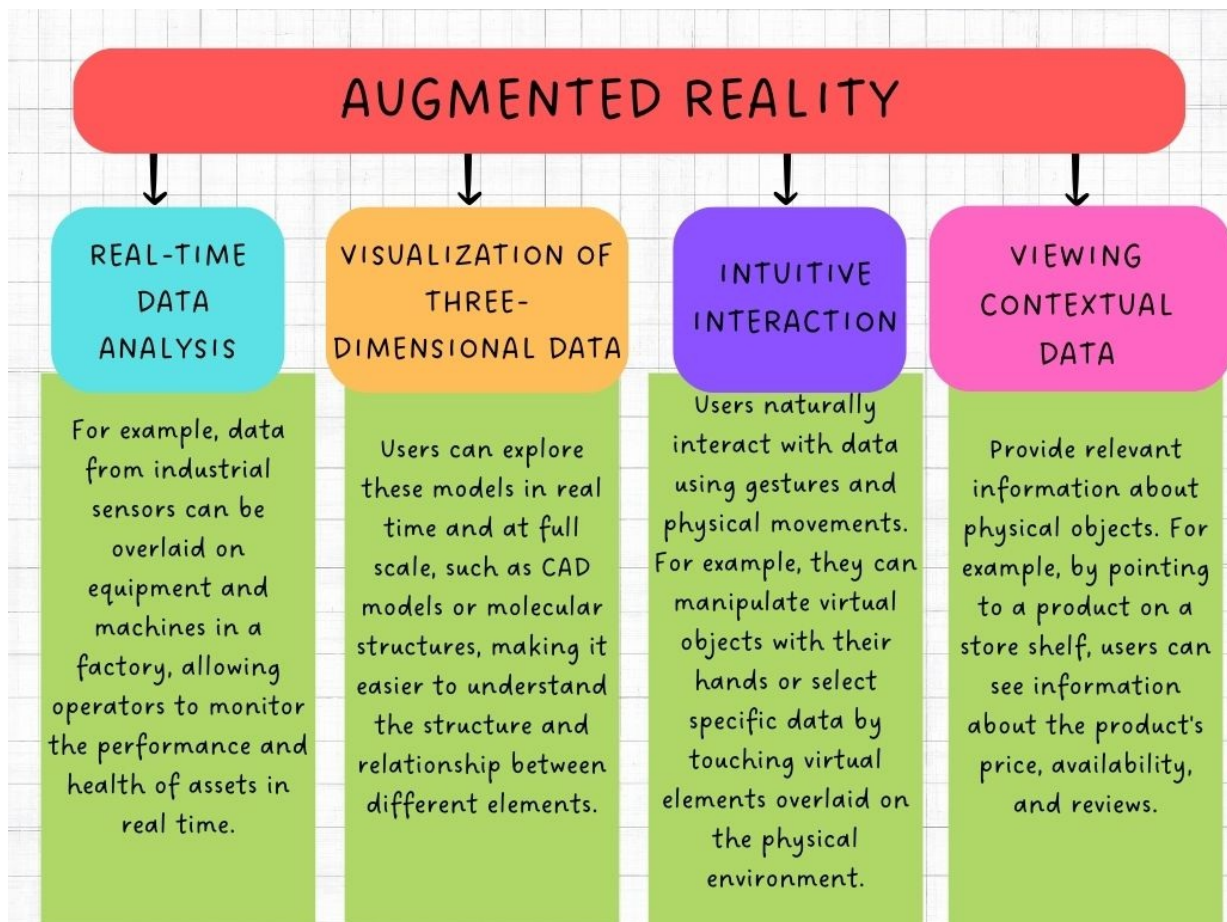 AUGMENTED REALITY
REAL-TIME
DATA
ANALYSIS
For example, data
from industrial
sensors can be
overlaid on
equipment and
machines in a
factory, allowing
operators to monitor
the performance and
health of assets in
real time.
VISUALIZATION OF
THREE-
DIMENSIONAL DATA
Users can explore
these models in real
time and at full
scale, such as CAD
models or molecular
structures, making it
easier to understand
the structure and
relationship between
different elements.
INTUITIVE
INTERACTION
Users naturally
interact with data
using gestures and
physical movements.
For example, they can
manipulate virtual
objects with their
hands or select
specific data by
touching virtual
elements overlaid on
the physical
environment.
VIEWING
CONTEXTUAL
DATA
Provide relevant
information about
physical objects. For
example, by pointing
to a product on a
store shelf, users can
see information
about the product's
price, availability,
and reviews.